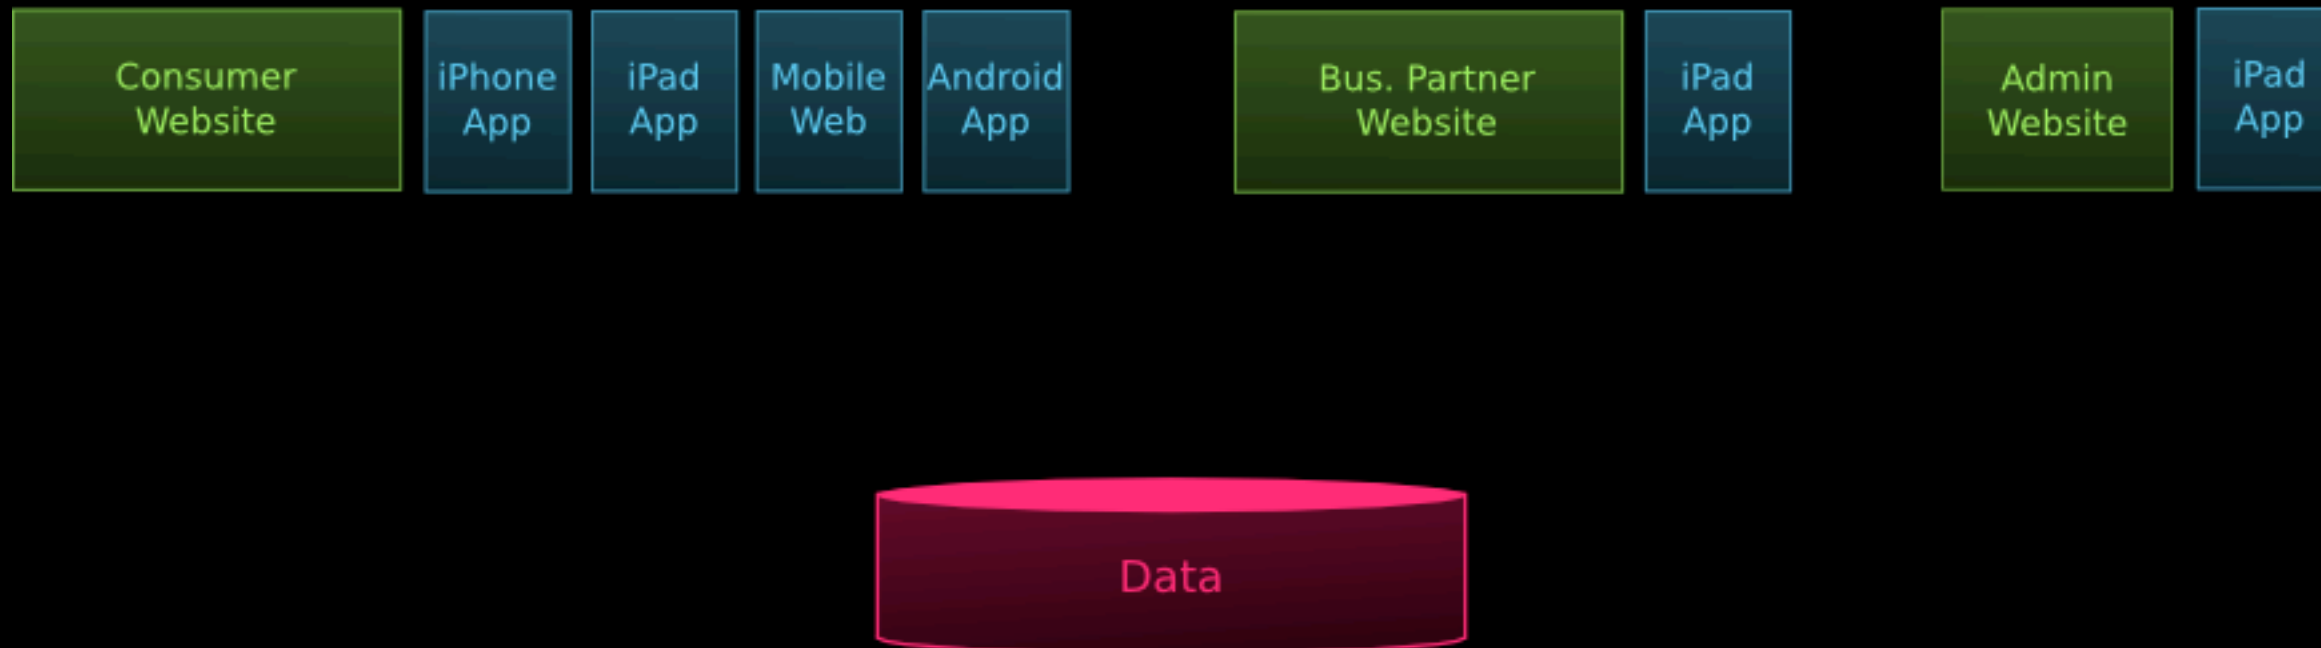 Consumer
Website
iPhone
App
iPad
App
Mobile
Web
Android
App
Bus. Partner
Website
iPad
App
Admin
Website
iPad
App
Data